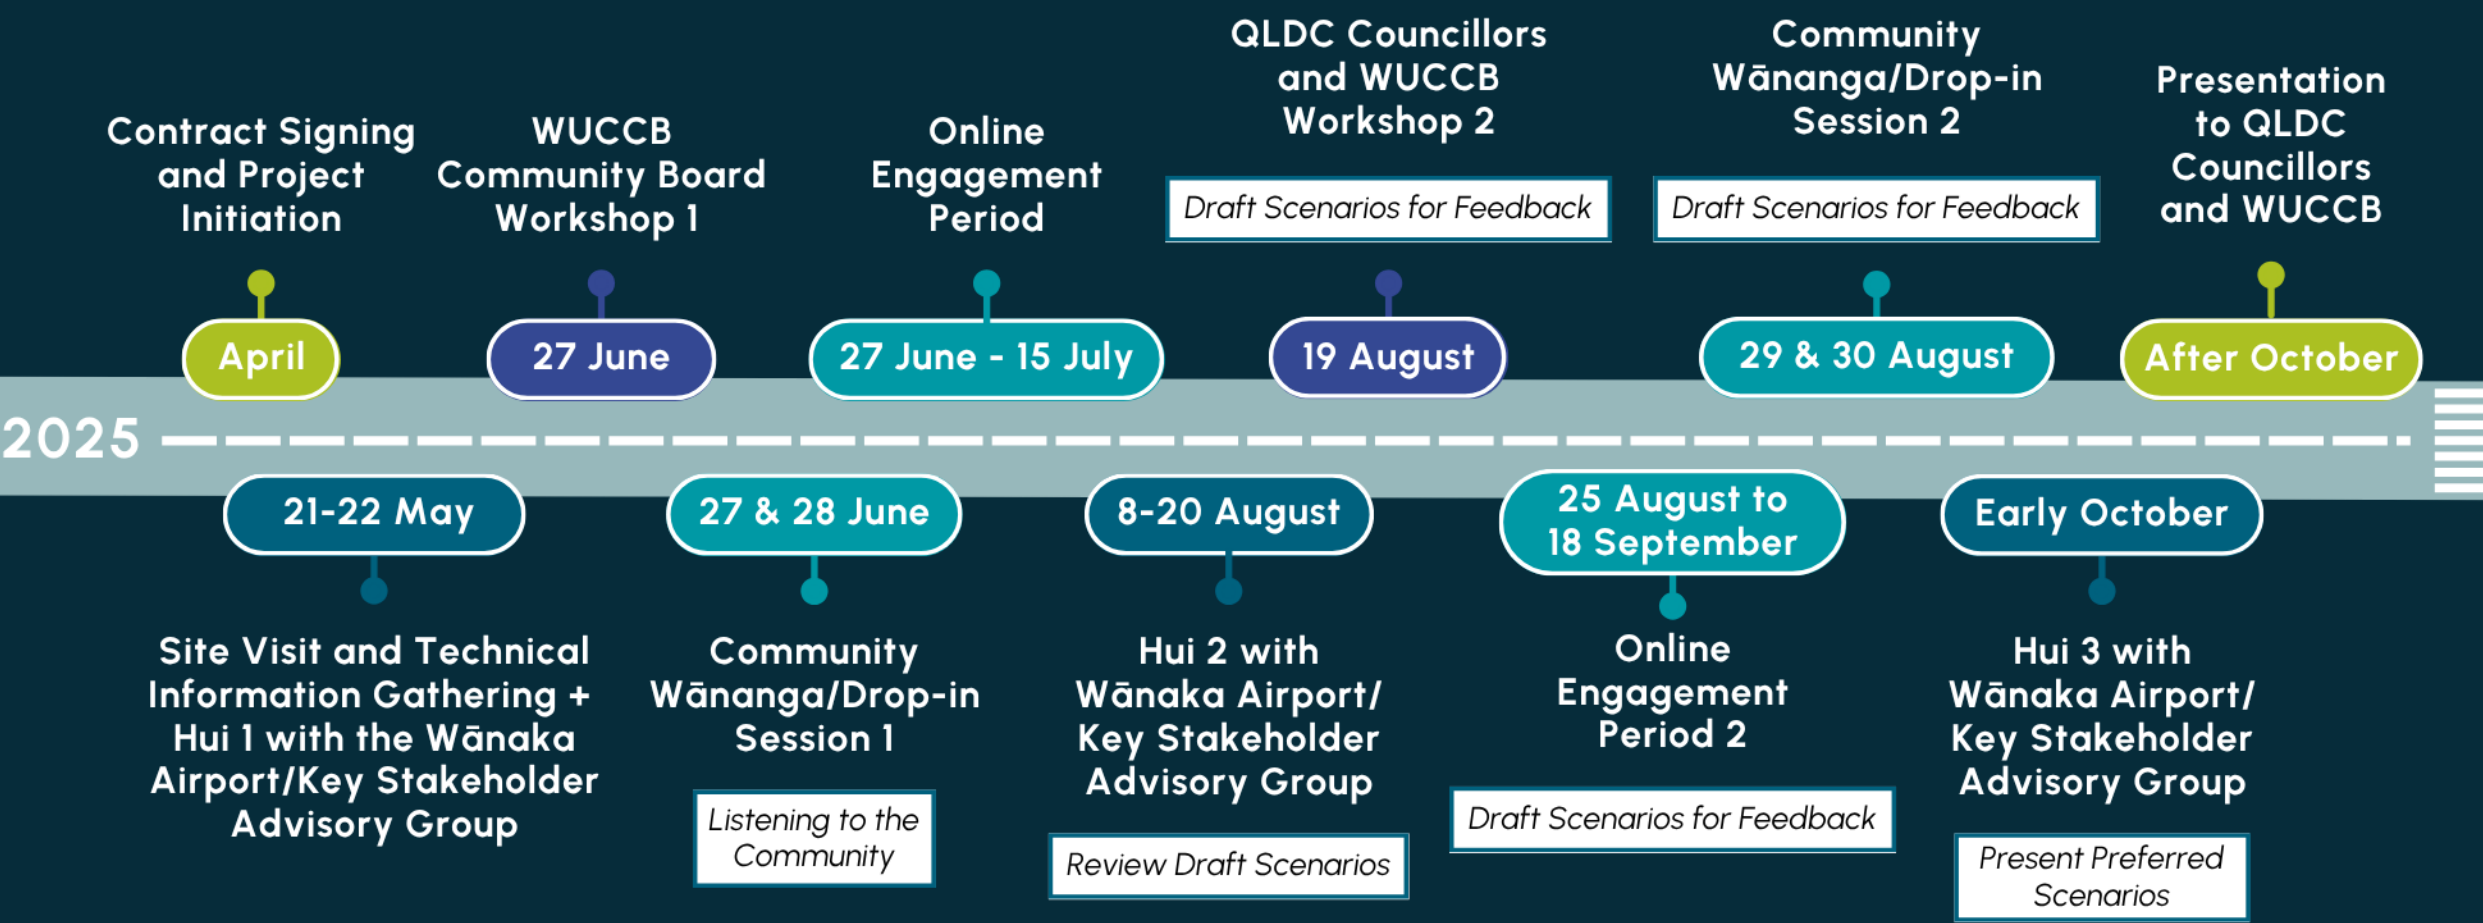 Contract Signing
and Project
Initiation
April
WUCCB
Community Board
Workshop 1
27 June
Online
Engagement
Period
27 June - 15 July
QLDC Councillors
and WUCCB
Workshop 2
Draft Scenarios for Feedback
19 August
Community
Wānanga/Drop-in
Session 2
Draft Scenarios for Feedback
29 & 30 August
Presentation
to QLDC
Councillors
and WUCCB
After October
2025
21-22 May
Site Visit and Technical
Information Gathering +
Hui 1 with the Wānaka
Airport/Key Stakeholder
Advisory Group
27 & 28 June
Community
Wānanga/Drop-in
Session 1
Listening to the
Community
8-20 August
Hui 2 with
Wānaka Airport/
Key Stakeholder
Advisory Group
Review Draft Scenarios
25 August to
18 September
Online
Engagement
Period 2
Draft Scenarios for Feedback
Early October
Hui 3 with
Wānaka Airport/
Key Stakeholder
Advisory Group
Present Preferred
Scenarios